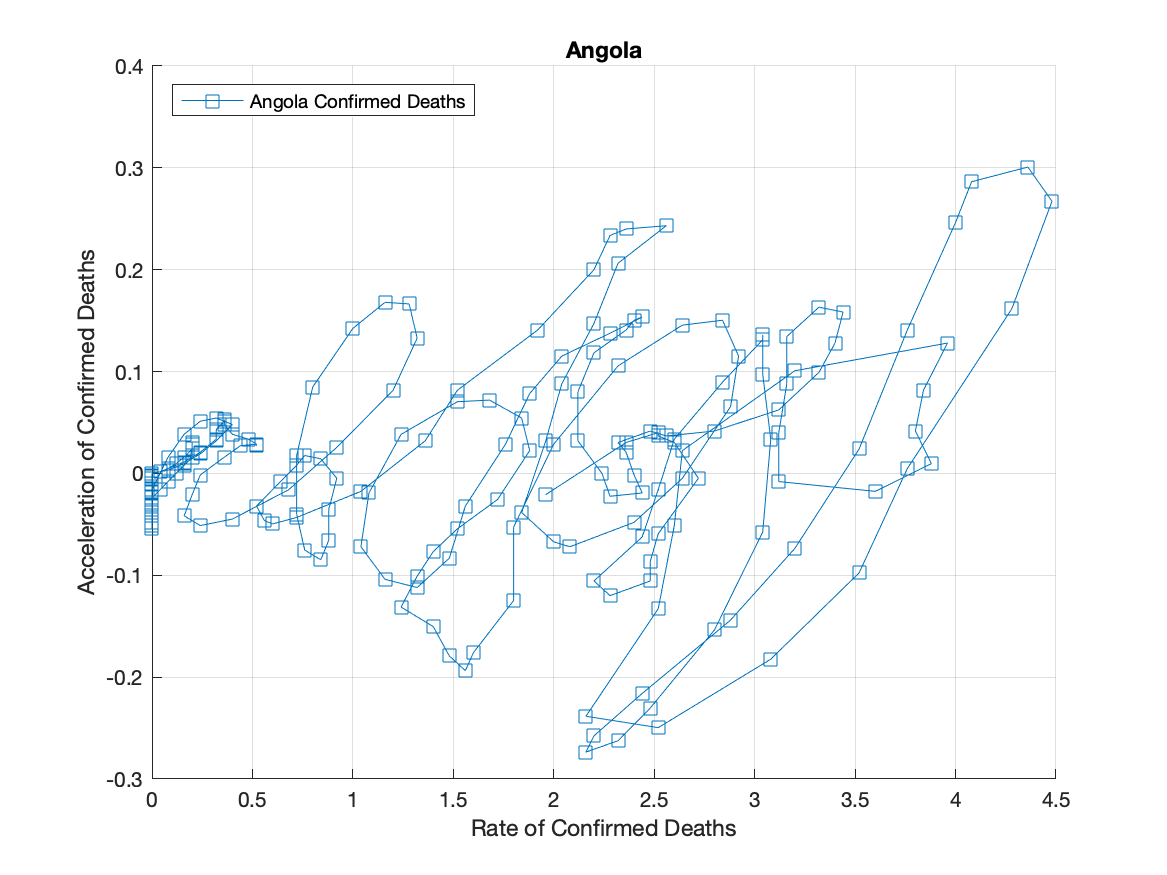 Angola
0.4
Angola Confirmed Deaths
0.3
0.2
0.1
0
-0.1
-0.2
-0.3
Acceleration of Confirmed Deaths
0 0.5 1 1.5 2 2.5 3 3.5 4 4.5
Rate of Confirmed Deaths